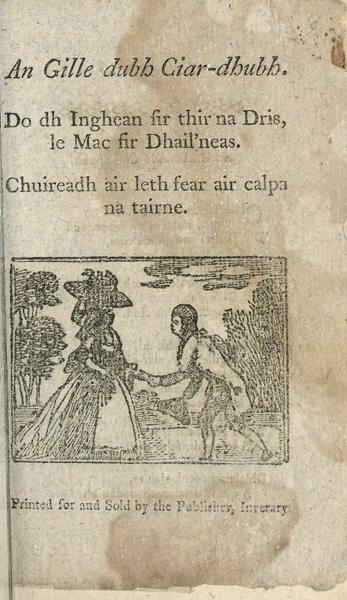 An Gille dubh Ciar-dhubh.
Do dh Inghean fir thir na Dris,
le Mac fir Dhail'neas.
Chuireadh air leth fear air calpa
na tairne.
Printed for and Sold by the Publisher, Inverary